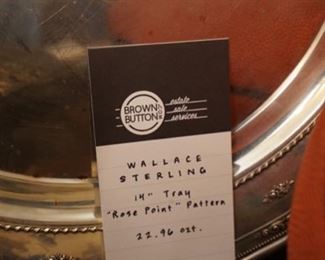 BROWN
BUTTON
estate
sale
services
WALLACE
STERLING
14" Tray
"Rose Point" Pattern
22.96 ozt.